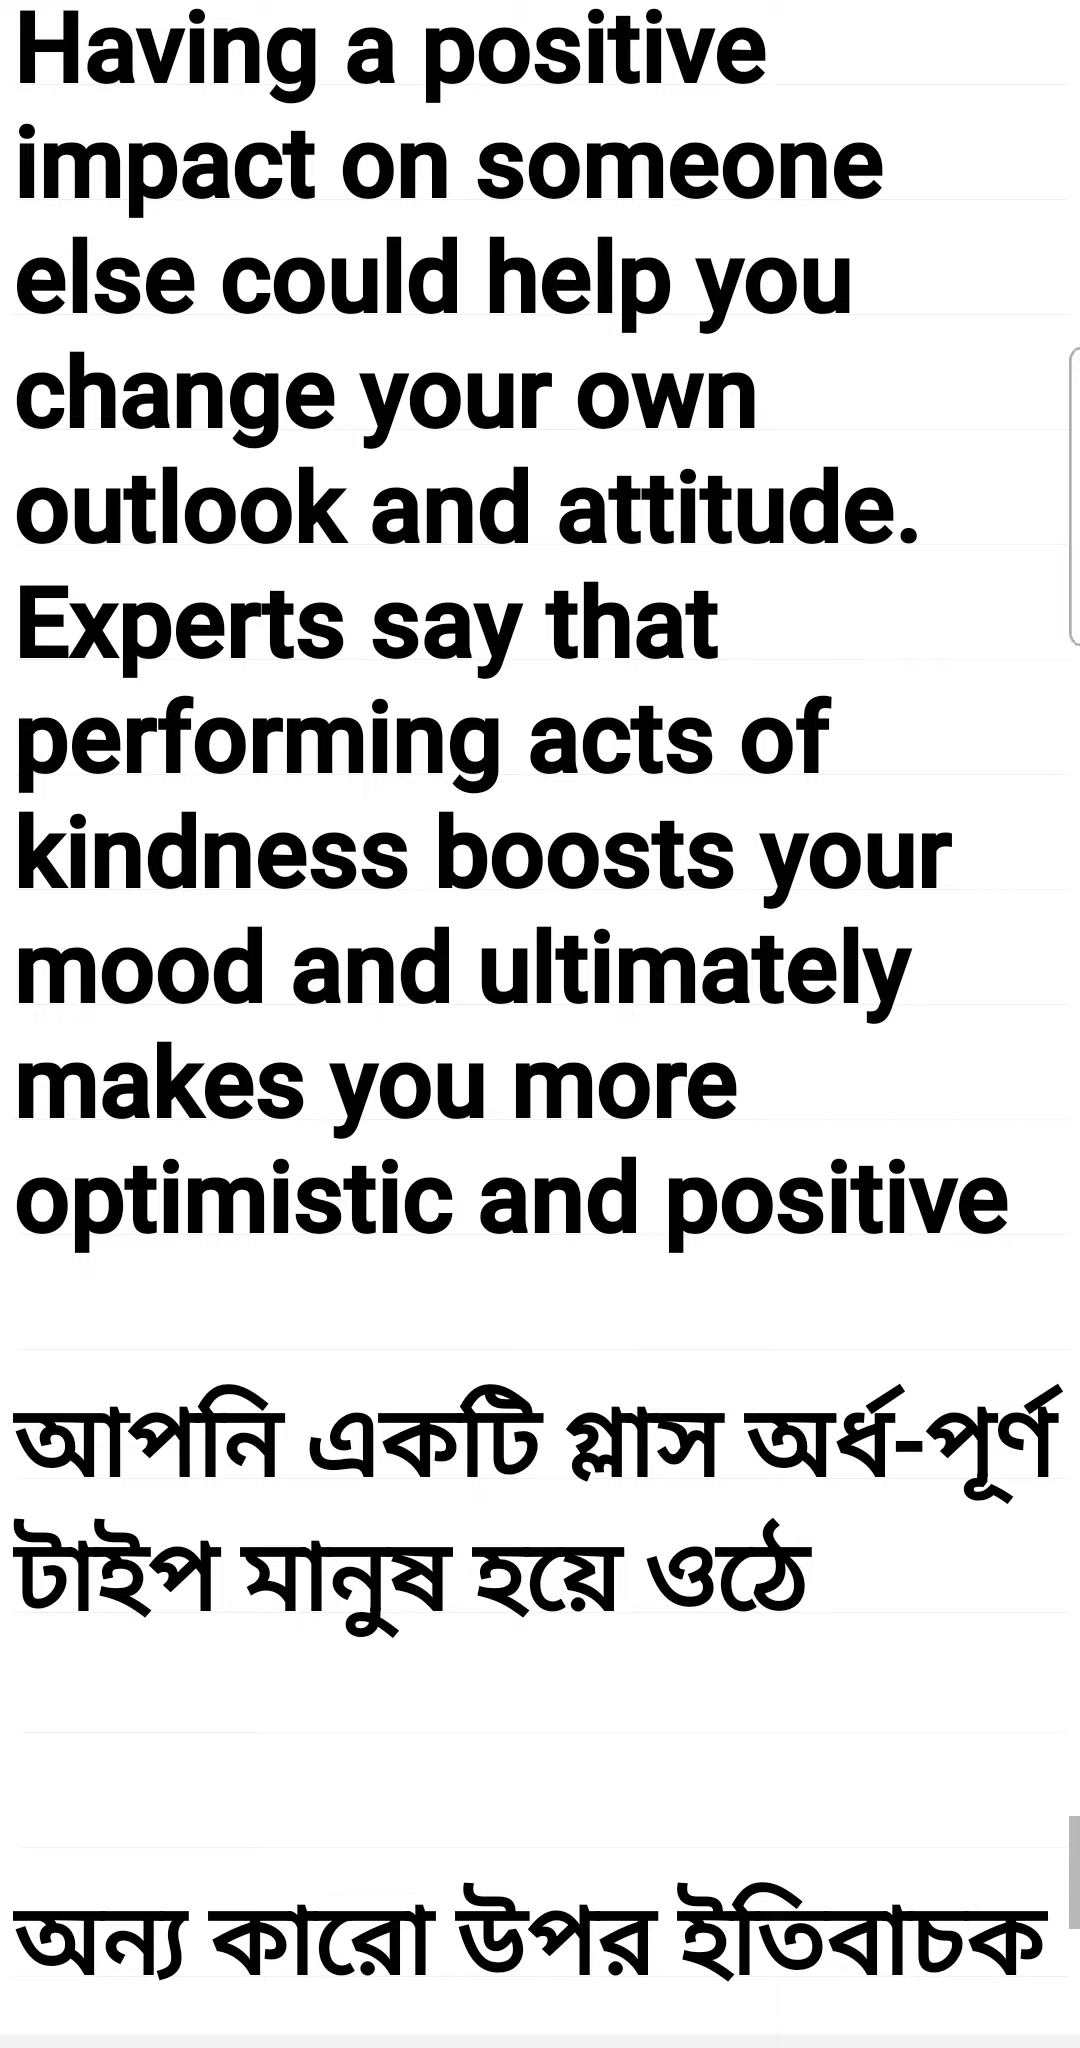 Having a positive
impact on someone
else could help you
change your own
outlook and attitude.
Experts say that
performing acts of
kindness boosts your
mood and ultimately
makes you more
optimistic and positive
আপনি একটি গ্লাস অর্ধ-পূর্ণ
টাইপ মানুষ হয়ে ওঠে
অন্য কারো উপর ইতিবাচক